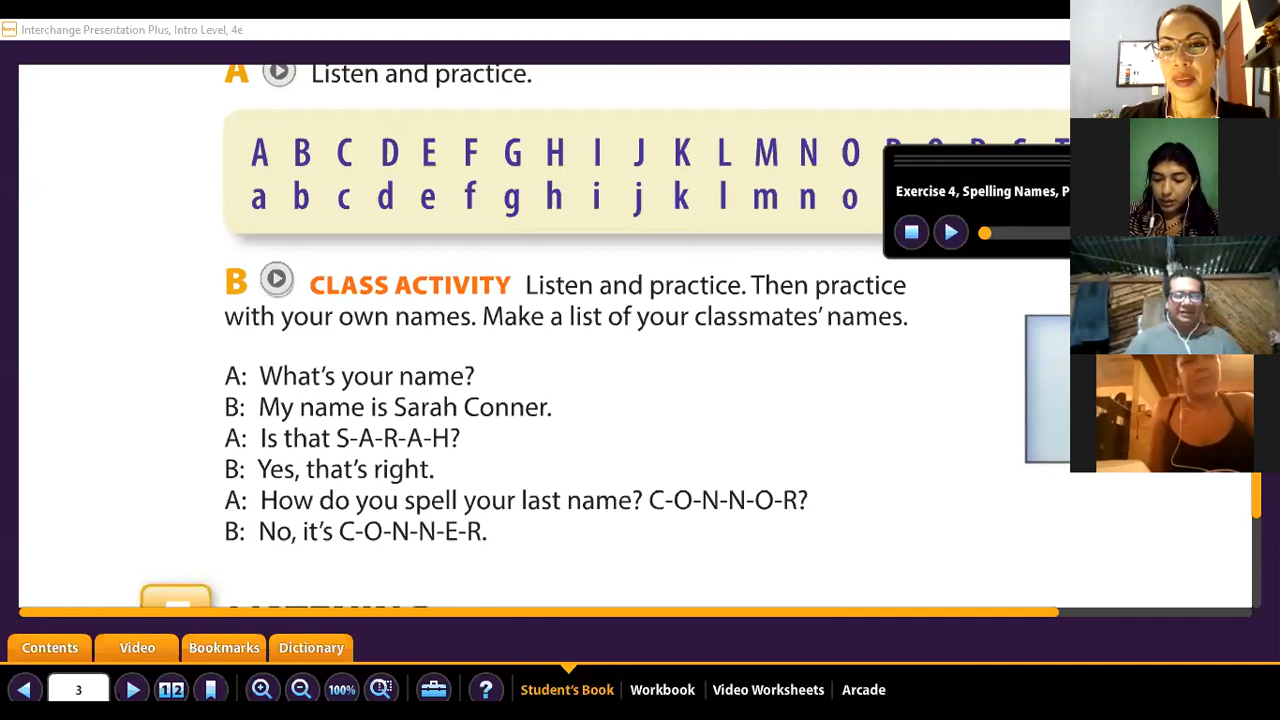 Interchange Presentation Plus, Intro Level, 4e
A Listen and practice.
A B C D E F G H I J K L M N O
a b c d e f g h i j k l m n o
Exercise 4, Spelling Names, P
B CLASS ACTIVITY Listen and practice. Then practice
with your own names. Make a list of your classmates’ names.
A: What’s your name?
B: My name is Sarah Conner.
A: Is that S-A-R-A-H?
B: Yes, that’s right.
A: How do you spell your last name? C-O-N-N-O-R?
B: No, it’s C-O-N-N-E-R.
Contents Video Bookmarks Dictionary
3 12 100% ? Student’s Book Workbook Video Worksheets Arcade